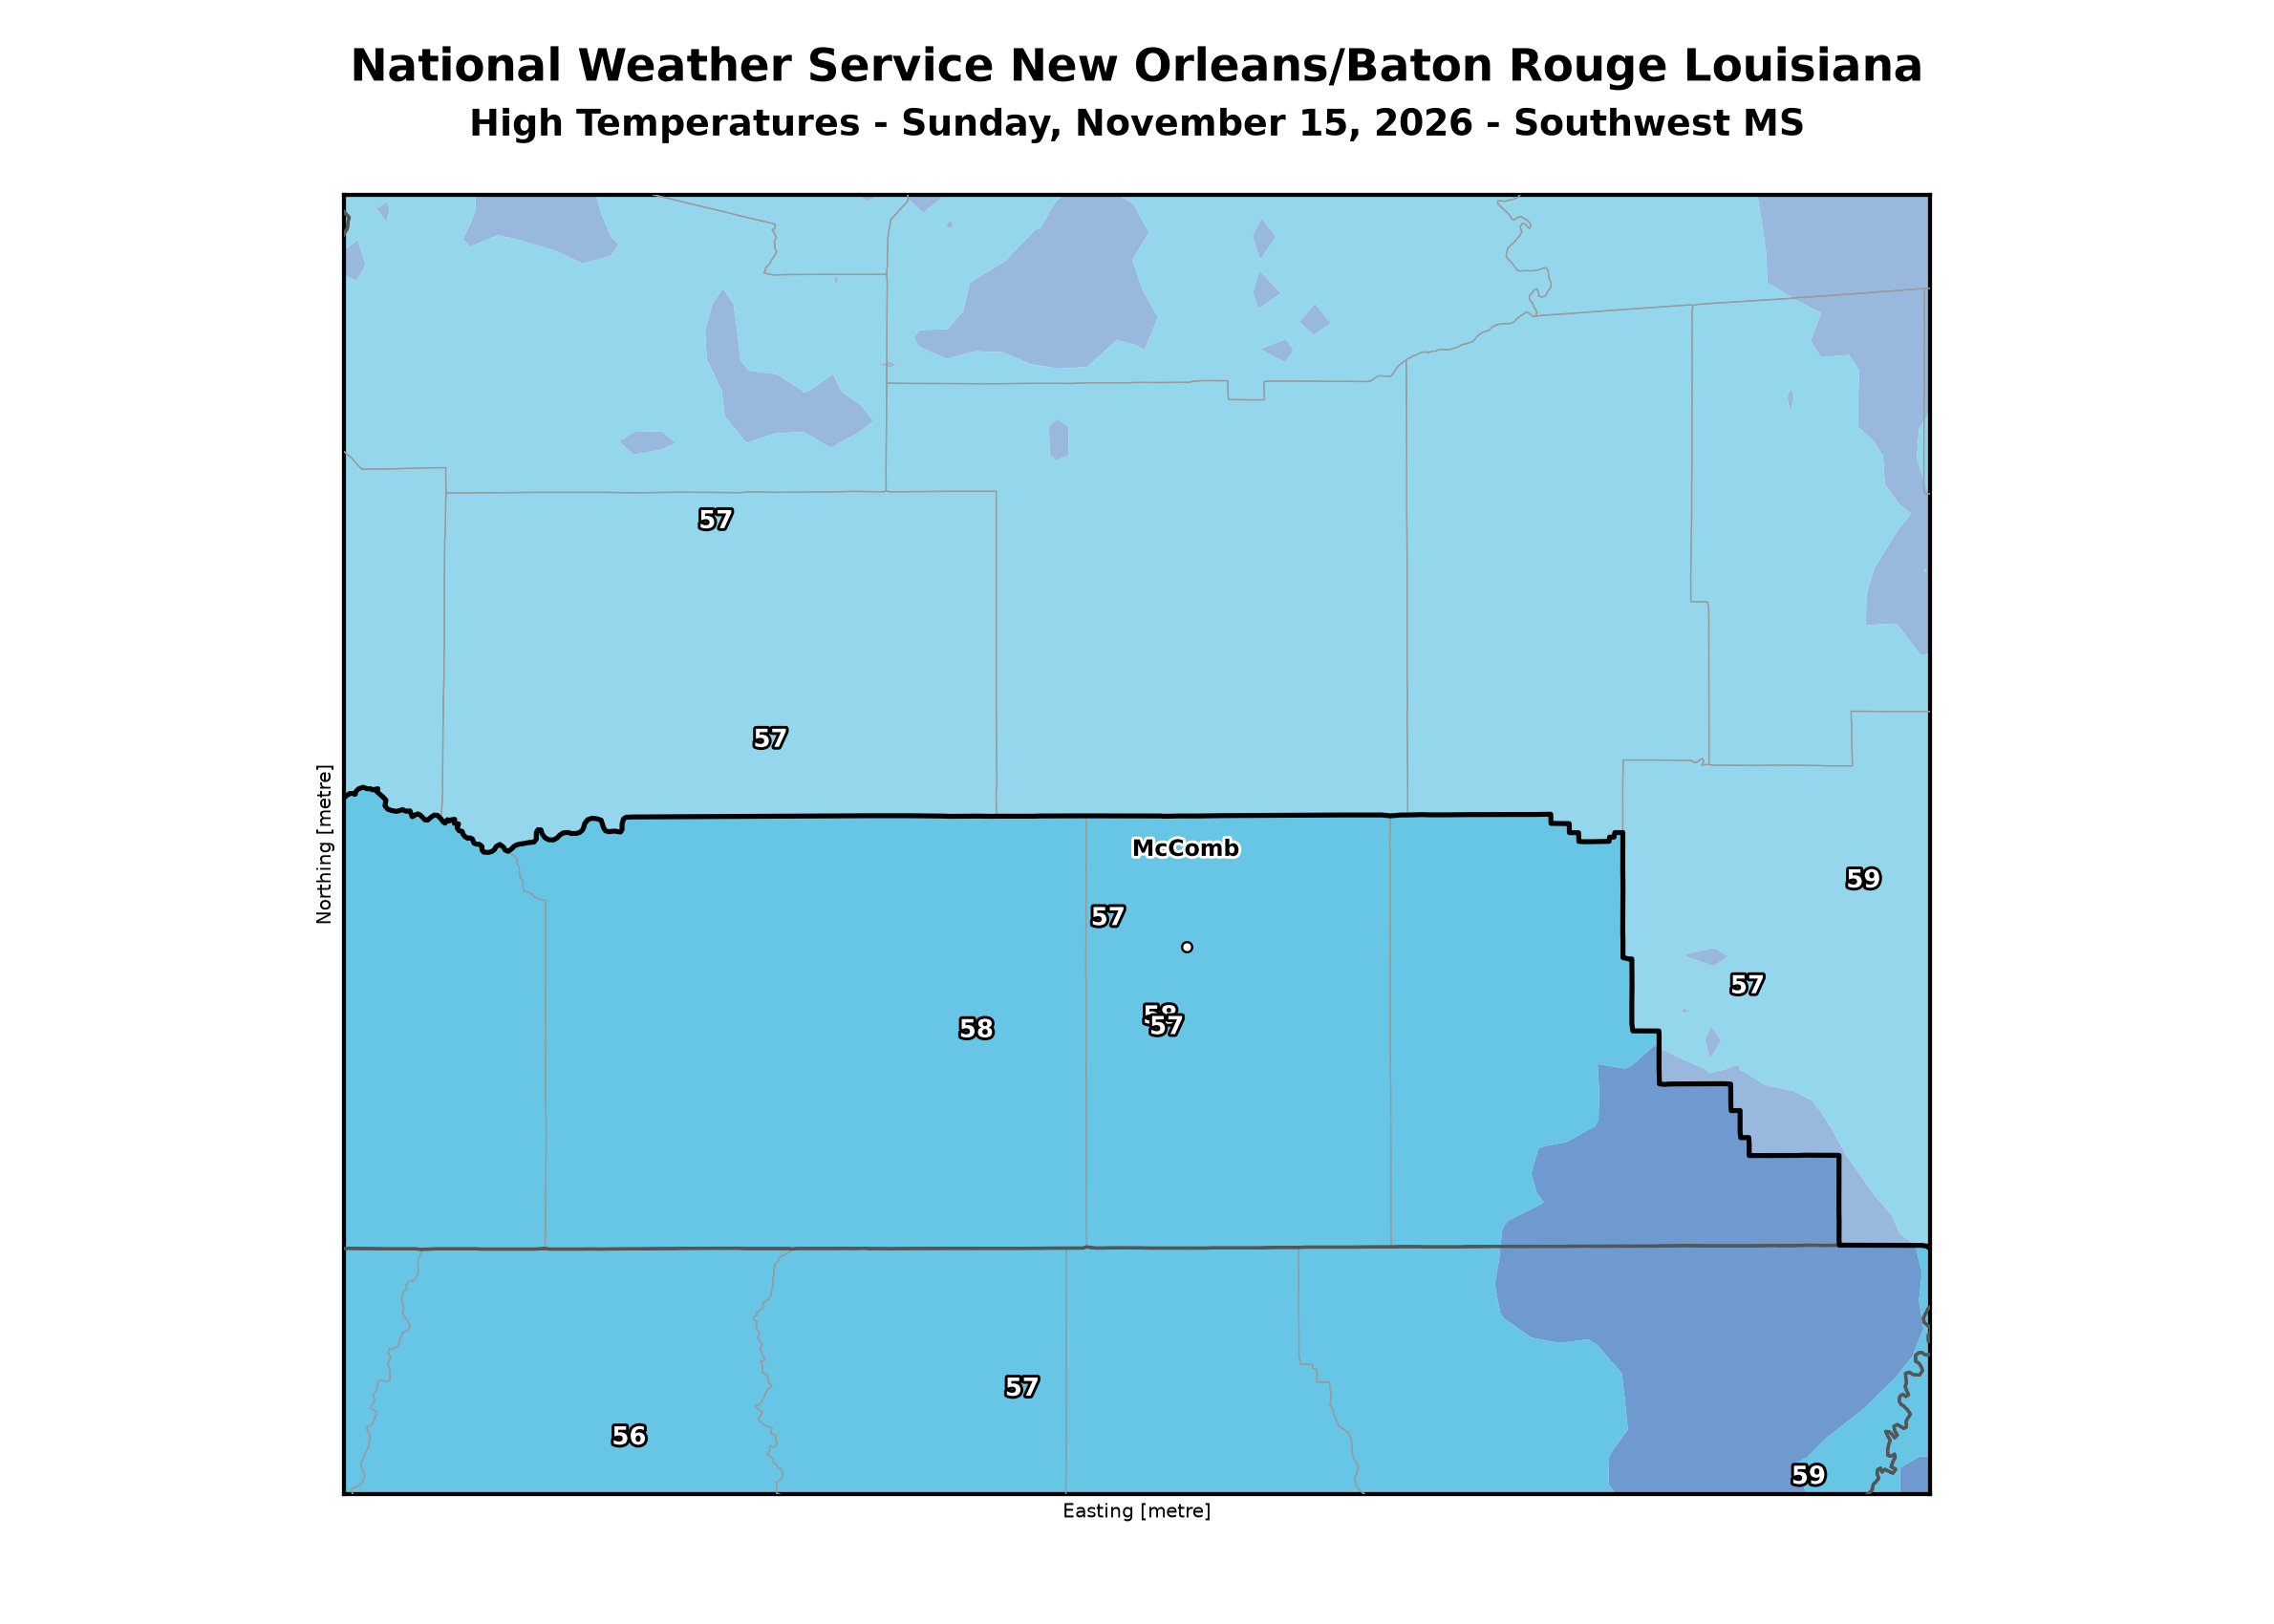 National Weather Service New Orleans/Baton Rouge Louisiana
High Temperatures - Sunday, November 15, 2026 - Southwest MS
57
57
Northing [metre]
McComb
59
57
57
58
58
57
57
56
59
Easting [metre]